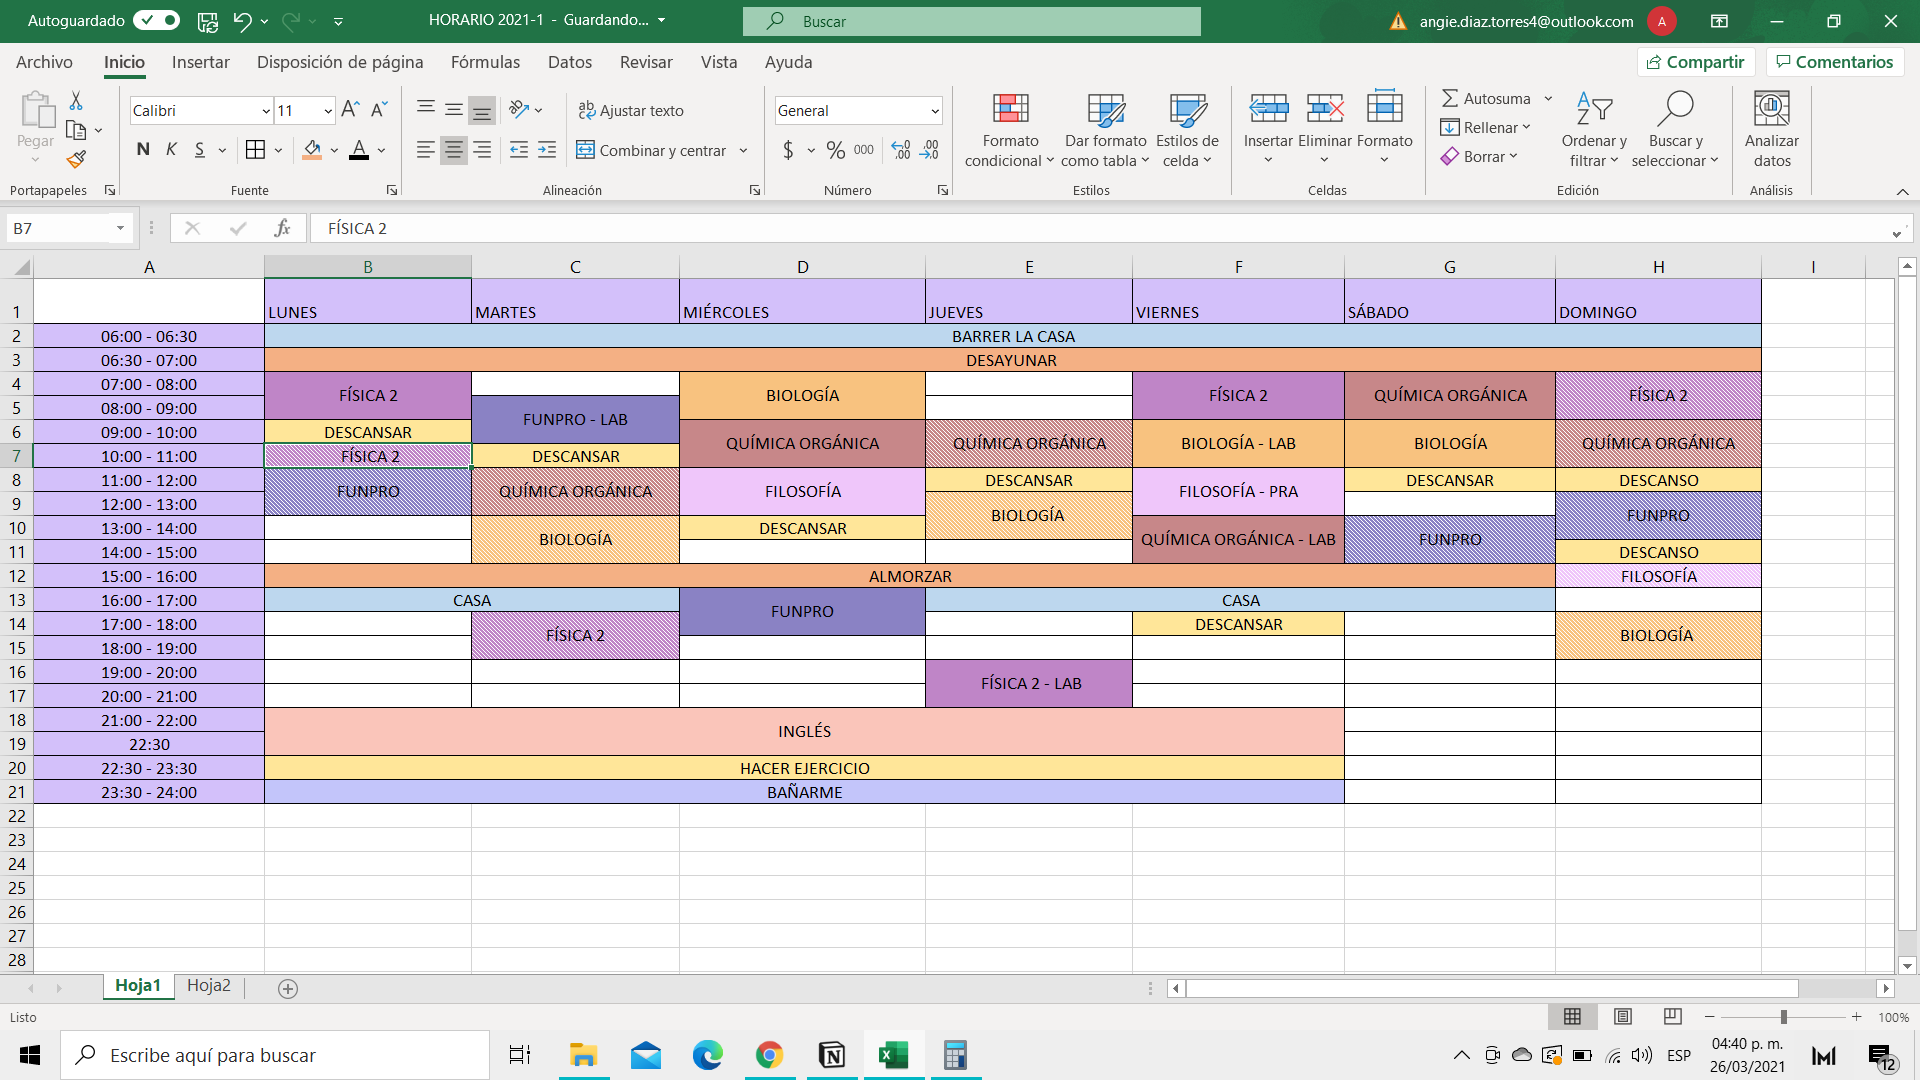 Autoguardado HORARIO 2021-1 - Guardando... Buscar angie.diaz.torres4@outlook.com A
Archivo Inicio Insertar Disposición de página Fórmulas Datos Revisar Vista Ayuda Compartir Comentarios
Pegar
Portapapeles
Calibri 11
N K S A
Fuente
Ajustar texto
Combinar y centrar
Alineación
General
$ % 000
Número
Formato condicional
Dar formato como tabla
Estilos de celda
Estilos
Insertar Eliminar Formato
Celdas
Autosuma
Rellenar
Borrar
Ordenar y filtrar
Buscar y seleccionar
Edición
Analizar datos
Análisis
B7 fx FÍSICA 2
A B C D E F G H I
1 LUNES MARTES MIÉRCOLES JUEVES VIERNES SÁBADO DOMINGO
2 06:00 - 06:30 BARRER LA CASA
3 06:30 - 07:00 DESAYUNAR
4 07:00 - 08:00 FÍSICA 2 BIOLOGÍA FÍSICA 2 QUÍMICA ORGÁNICA FÍSICA 2
5 08:00 - 09:00 FUNPRO - LAB
6 09:00 - 10:00 DESCANSAR QUÍMICA ORGÁNICA QUÍMICA ORGÁNICA BIOLOGÍA - LAB BIOLOGÍA QUÍMICA ORGÁNICA
7 10:00 - 11:00 FÍSICA 2 DESCANSAR
8 11:00 - 12:00 FUNPRO QUÍMICA ORGÁNICA FILOSOFÍA DESCANSAR FILOSOFÍA - PRA DESCANSAR DESCANSO
9 12:00 - 13:00 BIOLOGÍA FUNPRO
10 13:00 - 14:00 BIOLOGÍA DESCANSAR QUÍMICA ORGÁNICA - LAB FUNPRO
11 14:00 - 15:00 DESCANSO
12 15:00 - 16:00 ALMORZAR FILOSOFÍA
13 16:00 - 17:00 CASA FUNPRO CASA
14 17:00 - 18:00 FÍSICA 2 DESCANSAR BIOLOGÍA
15 18:00 - 19:00
16 19:00 - 20:00 FÍSICA 2 - LAB
17 20:00 - 21:00
18 21:00 - 22:00 INGLÉS
19 22:30
20 22:30 - 23:30 HACER EJERCICIO
21 23:30 - 24:00 BAÑARME
22
23
24
25
26
27
28
Hoja1 Hoja2
Listo 100%
Escribe aquí para buscar ESP 04:40 p. m.
26/03/2021 12